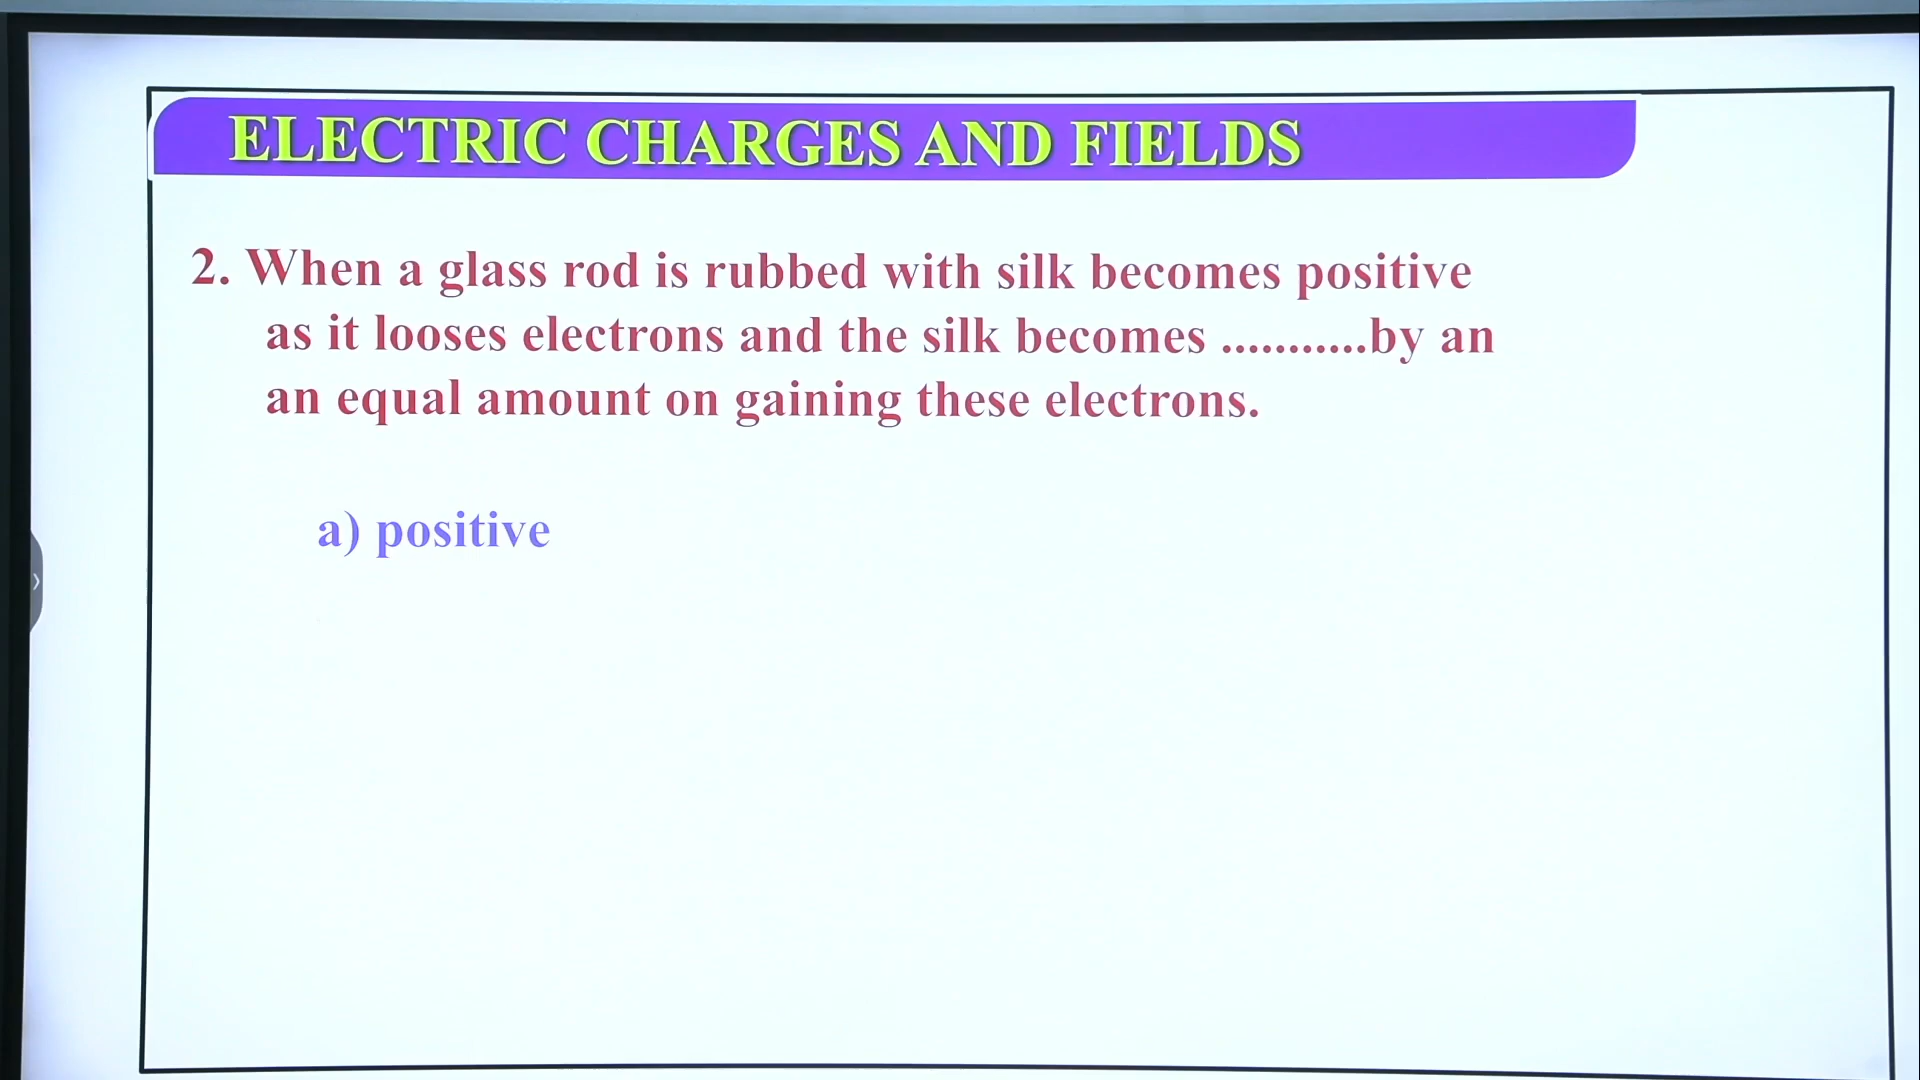 ELECTRIC CHARGES AND FIELDS
2. When a glass rod is rubbed with silk becomes positive
as it looses electrons and the silk becomes ...........by an
an equal amount on gaining these electrons.
a) positive